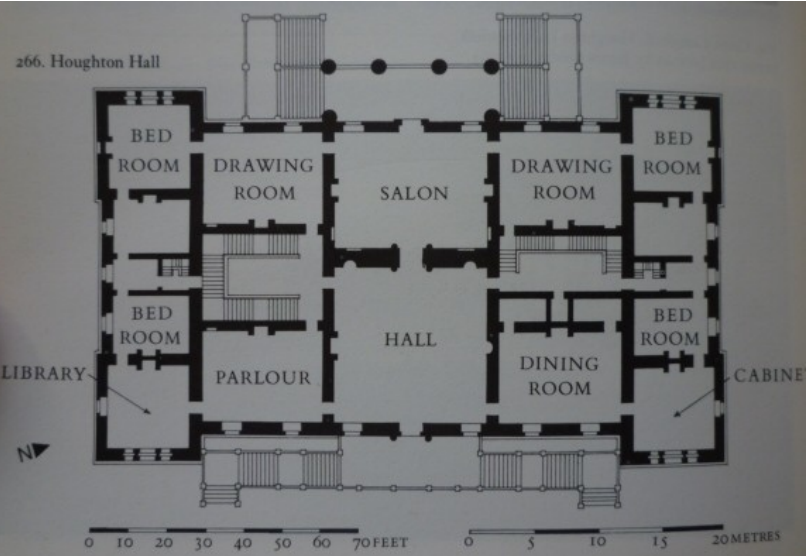 266. Houghton Hall
BED
ROOM
DRAWING
ROOM
SALON
DRAWING
ROOM
BED
ROOM
BED
ROOM
HALL
BED
ROOM
LIBRARY
PARLOUR
DINING
ROOM
CABINE
N
0 10 20 30 40 50 60 70 FEET
0 5 10 15 20 METRES